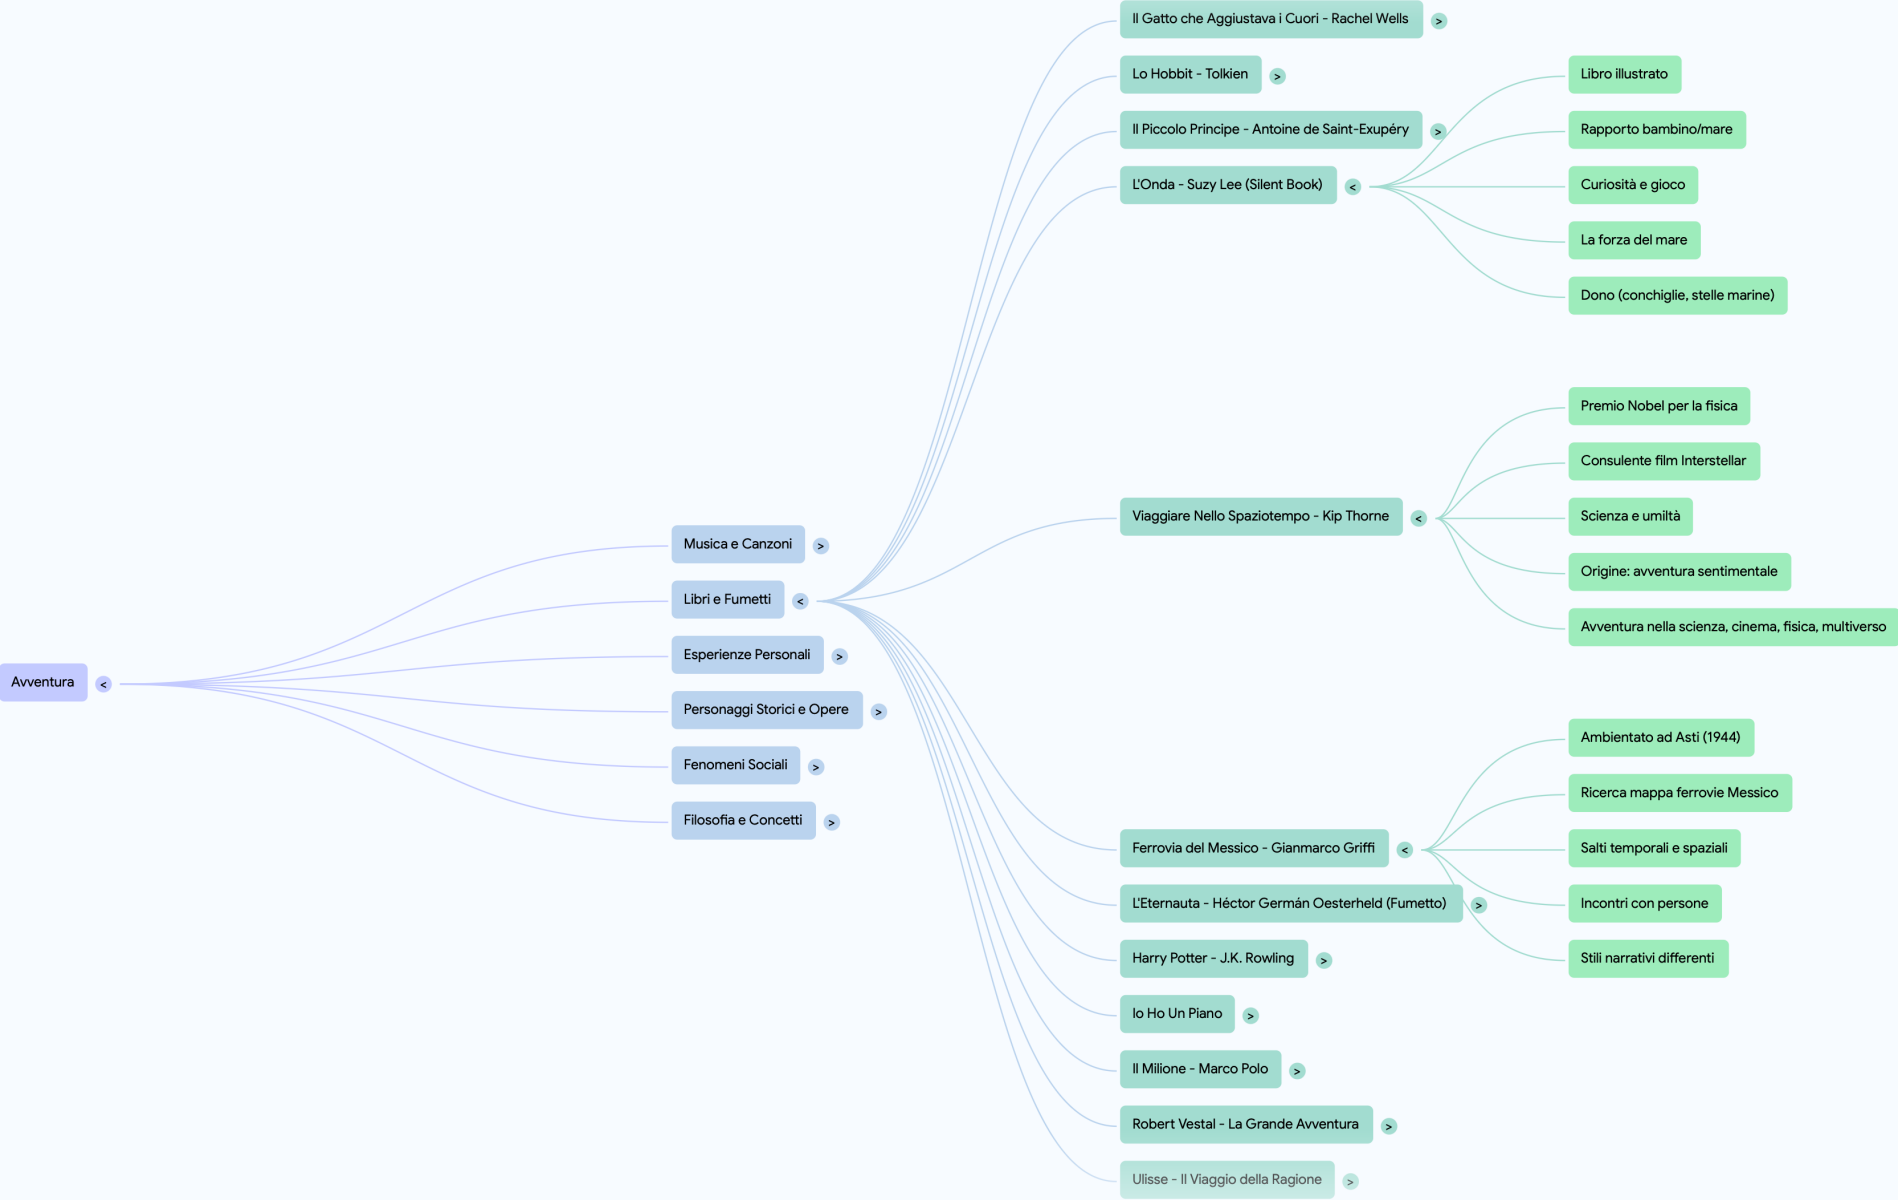 Avventura
<
Musica e Canzoni
>
Libri e Fumetti
<
Esperienze Personali
>
Personaggi Storici e Opere
>
Fenomeni Sociali
>
Filosofia e Concetti
>
Il Gatto che Aggiustava i Cuori - Rachel Wells
>
Lo Hobbit - Tolkien
>
Il Piccolo Principe - Antoine de Saint-Exupéry
>
L'Onda - Suzy Lee (Silent Book)
<
Libro illustrato
Rapporto bambino/mare
Curiosità e gioco
La forza del mare
Dono (conchiglie, stelle marine)
Viaggiare Nello Spaziotempo - Kip Thorne
<
Premio Nobel per la fisica
Consulente film Interstellar
Scienza e umiltà
Origine: avventura sentimentale
Avventura nella scienza, cinema, fisica, multiverso
Ferrovia del Messico - Gianmarco Griffi
<
Ambientato ad Asti (1944)
Ricerca mappa ferrovie Messico
Salti temporali e spaziali
Incontri con persone
Stili narrativi differenti
L'Eternauta - Héctor Germán Oesterheld (Fumetto)
>
Harry Potter - J.K. Rowling
>
Io Ho Un Piano
>
Il Milione - Marco Polo
>
Robert Vestal - La Grande Avventura
>
Ulisse - Il Viaggio della Ragione
>